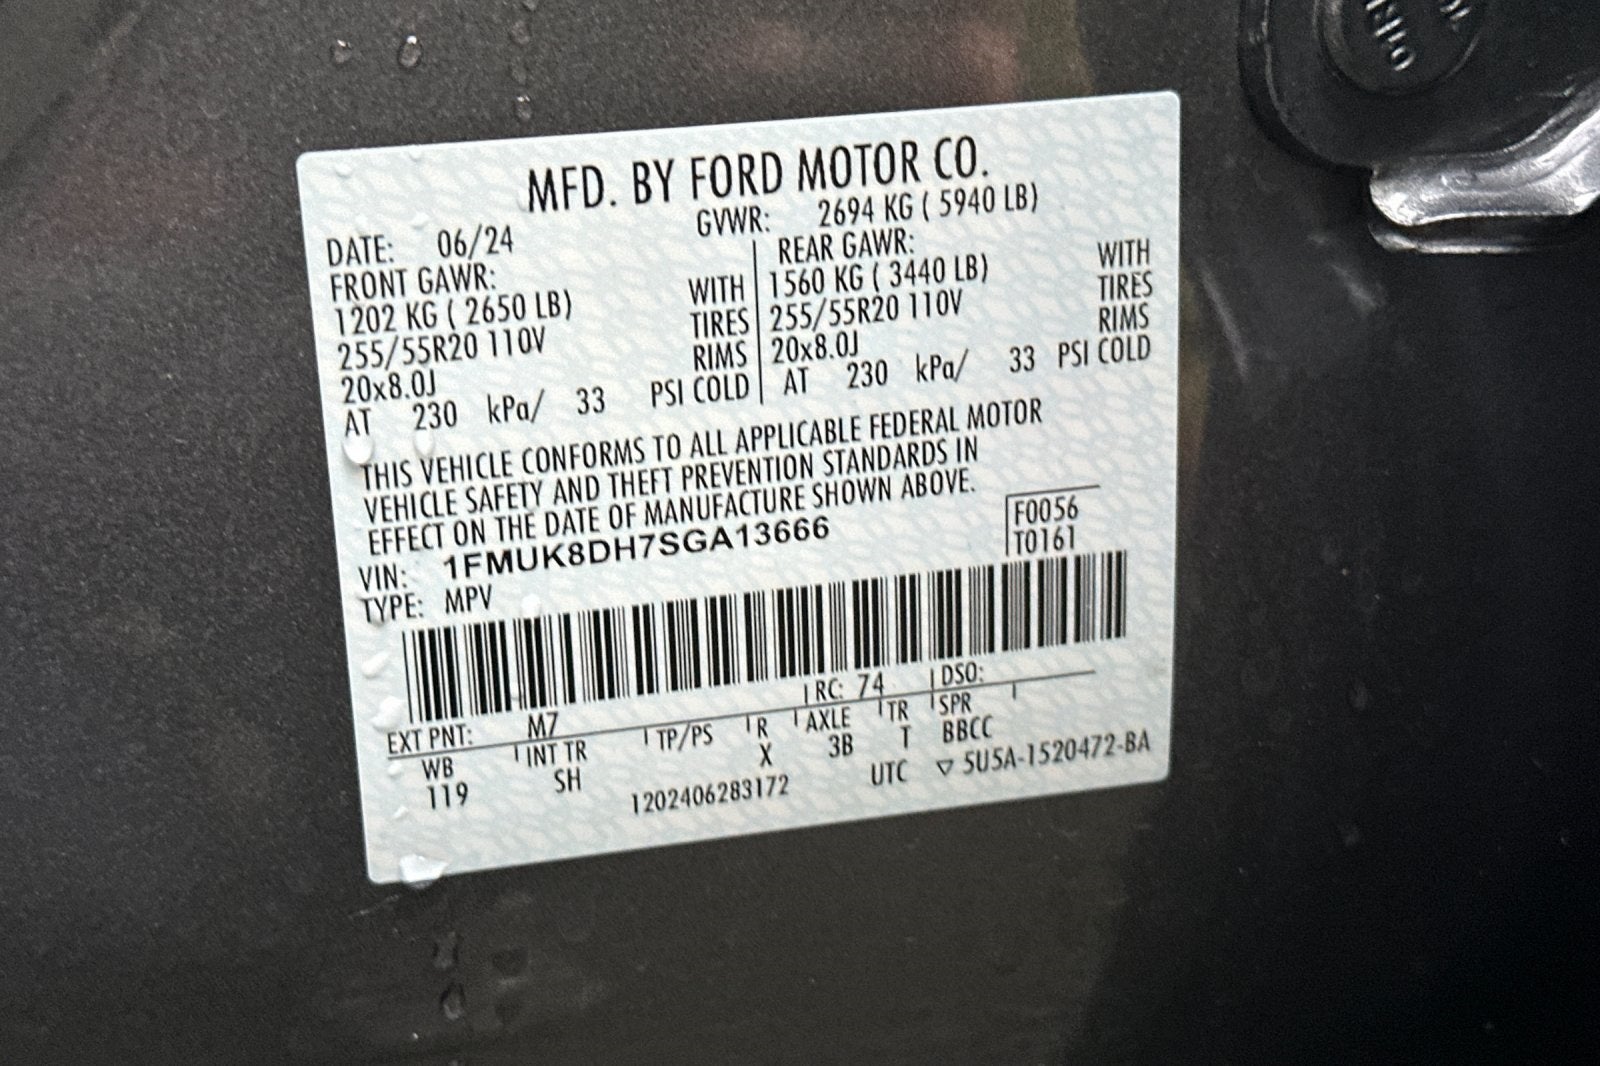 MFD. BY FORD MOTOR CO.
DATE: 06/24 GVWR: 2694 KG ( 5940 LB)
FRONT GAWR: REAR GAWR:
1202 KG ( 2650 LB) WITH 1560 KG ( 3440 LB) WITH
255/55R20 110V TIRES 255/55R20 110V TIRES
20x8.0J RIMS 20x8.0J RIMS
AT 230 kPa/ 33 PSI COLD AT 230 kPa/ 33 PSI COLD
THIS VEHICLE CONFORMS TO ALL APPLICABLE FEDERAL MOTOR
VEHICLE SAFETY AND THEFT PREVENTION STANDARDS IN
EFFECT ON THE DATE OF MANUFACTURE SHOWN ABOVE.
VIN: 1FMUK8DH7SGA13666 F0056
TYPE: MPV T0161
EXT PNT: M7 RC: 74 DSO:
WB INT TR TP/PS R AXLE TR SPR
119 SH X 3B T BBCC
1202406283172 UTC ▽ 5U5A-1520472-BA